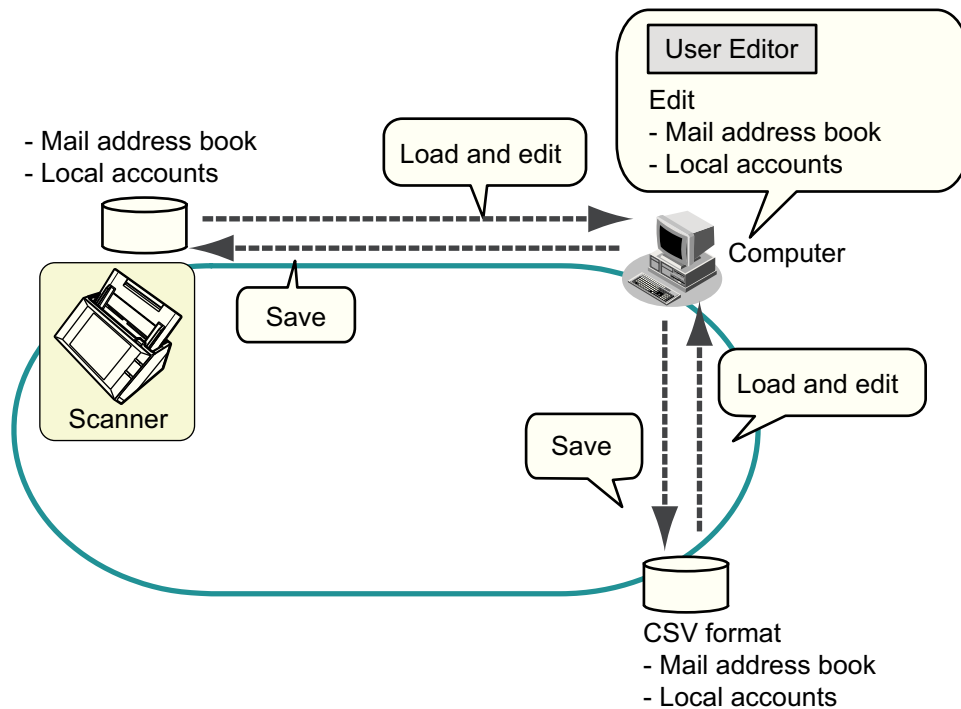 User Editor
Edit
- Mail address book
- Local accounts
- Mail address book
- Local accounts
Load and edit
Computer
Save
Scanner
Load and edit
Save
CSV format
- Mail address book
- Local accounts